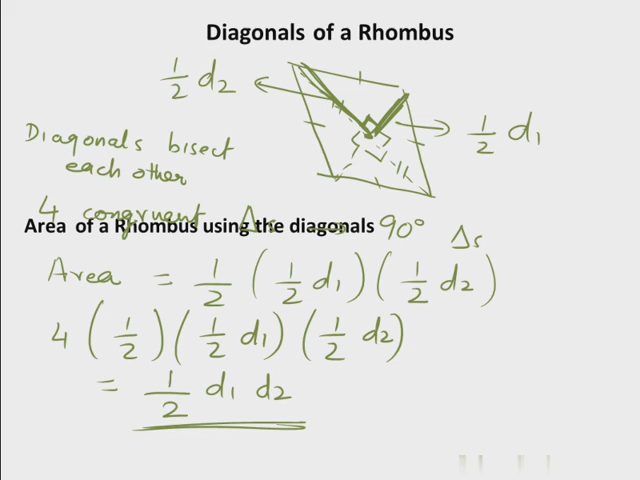 Diagonals of a Rhombus
1/2 d2
1/2 d1
Diagonals bisect
each other
4 congruent Δs → 90° Δs
Area of a Rhombus using the diagonals
Area = 1/2 (1/2 d1)(1/2 d2)
4 (1/2)(1/2 d1)(1/2 d2)
= 1/2 d1 d2